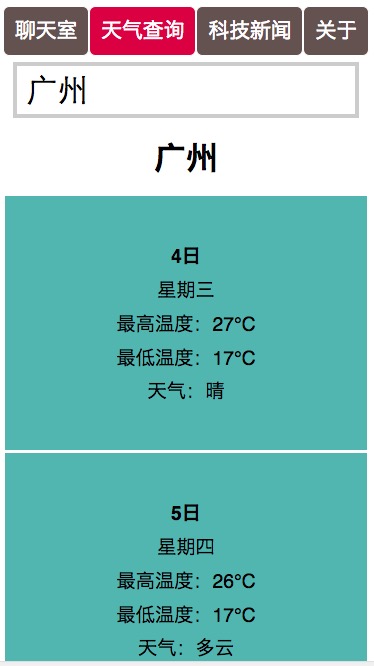 聊天室 天气查询 科技新闻 关于
广州
广州
4日
星期三
最高温度：27°C
最低温度：17°C
天气：晴
5日
星期四
最高温度：26°C
最低温度：17°C
天气：多云